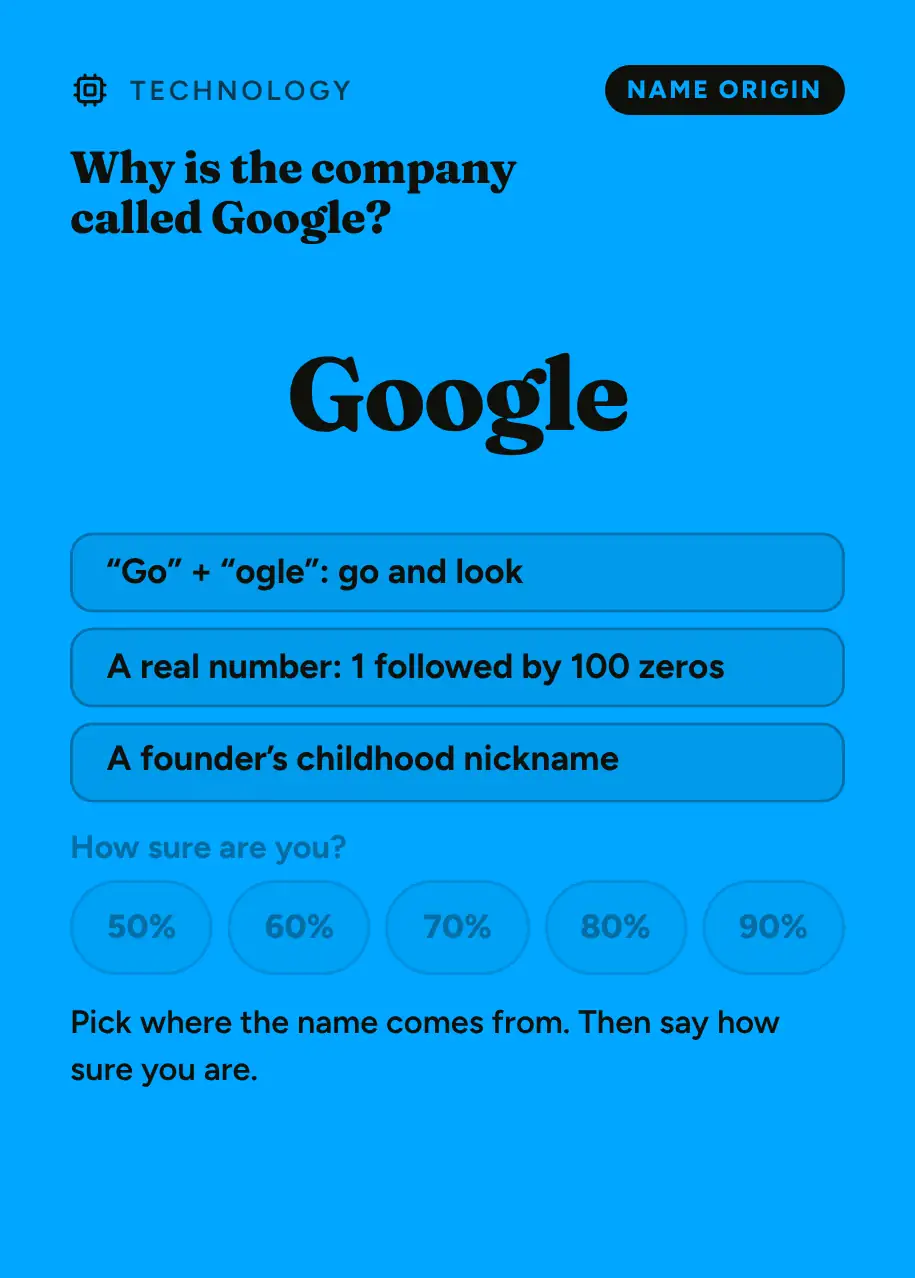 TECHNOLOGY
NAME ORIGIN
Why is the company
called Google?
Google
“Go” + “ogle”: go and look
A real number: 1 followed by 100 zeros
A founder’s childhood nickname
How sure are you?
50% 60% 70% 80% 90%
Pick where the name comes from. Then say how
sure you are.